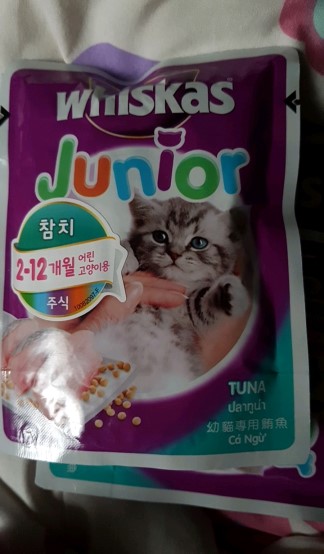 whiskas
Junior
참치
2-12개월 어린
고양이용
주식
TUNA
ปลาทูน่า
幼貓專用鮪魚
Cá Ngừ